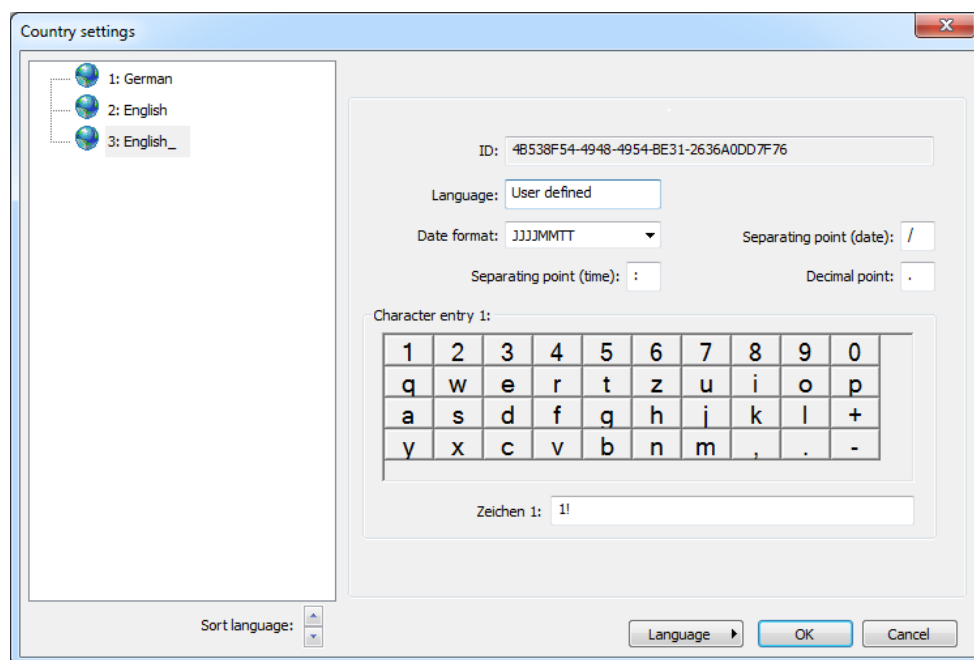 Country settings
1: German
2: English
3: English_
ID: 4B538F54-4948-4954-BE31-2636A0DD7F76
Language: User defined
Date format: JJJJMMTT Separating point (date): /
Separating point (time): : Decimal point: .
Character entry 1:
1 2 3 4 5 6 7 8 9 0
q w e r t z u i o p
a s d f g h j k l +
y x c v b n m , . -
Zeichen 1: 1!
Sort language:
Language OK Cancel